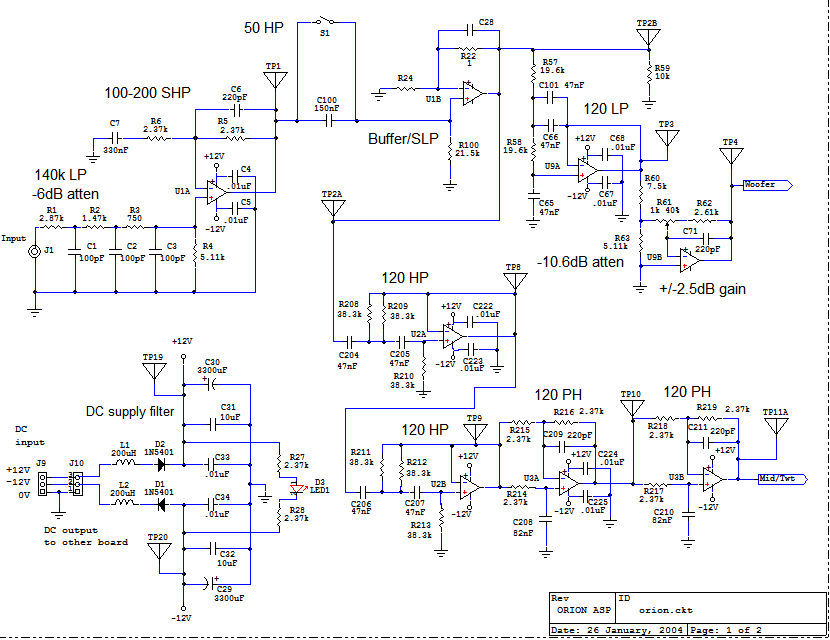 50 HP
S1
C28
R22
1
R24
U1B
TP2B
R57
19.6k
C101 47nF
R59
10k
120 LP
TP1
100-200 SHP
C6
220pF
C7
330nF
R6
2.37k
R5
2.37k
C100
150nF
Buffer/SLP
R100
21.5k
R58
19.6k
C66
47nF
+12V
C68
.01uF
TP3
TP4
U9A
C67
.01uF
-12V
C65
47nF
R60
7.5k
Woofer
R61
1k 40%
R62
2.61k
R63
5.11k
C71
220pF
U9B
-10.6dB atten
+/-2.5dB gain
140k LP
-6dB atten
+12V
C4
.01uF
U1A
C5
.01uF
-12V
R1
2.87k
R2
1.47k
R3
750
Input
J1
C1
100pF
C2
100pF
C3
100pF
R4
5.11k
TP2A
120 HP
TP8
R208
38.3k
R209
38.3k
+12V
C222
.01uF
U2A
C223
.01uF
-12V
C204
47nF
C205
47nF
R210
38.3k
+12V
TP19
C30
3300uF
+
DC supply filter
C31
10uF
DC
input
+12V
-12V
0V
J9
J10
L1
200uH
D2
1N5401
C33
.01uF
L2
200uH
D1
1N5401
C34
.01uF
R27
2.37k
D3
LED1
R28
2.37k
DC output
to other board
TP20
C32
10uF
C29
3300uF
+
-12V
120 HP
TP9
R211
38.3k
R212
38.3k
+12V
U2B
-12V
C206
47nF
C207
47nF
R213
38.3k
120 PH
R215
2.37k
R216 2.37k
C209 220pF
+12V
C224
.01uF
U3A
C225
.01uF
-12V
R214
2.37k
C208
82nF
TP10
120 PH
R218
2.37k
R219 2.37k
C211
220pF
TP11A
+12V
U3B
-12V
R217
2.37k
C210
82nF
Mid/Twt
Rev
ORION ASP
ID
orion.ckt
Date: 26 January, 2004
Page: 1 of 2